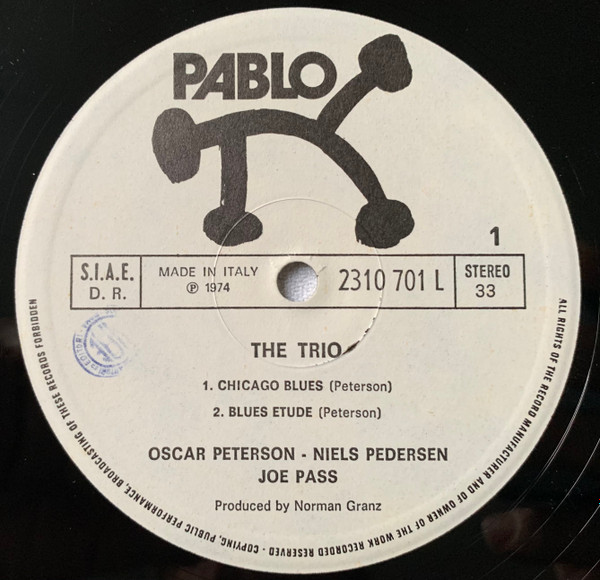 PABLO
1
S.I.A.E.
D. R.
MADE IN ITALY
℗ 1974
2310 701 L
STEREO
33
THE TRIO
1. CHICAGO BLUES (Peterson)
2. BLUES ETUDE (Peterson)
OSCAR PETERSON - NIELS PEDERSEN
JOE PASS
Produced by Norman Granz
ALL RIGHTS OF THE RECORD MANUFACTURER AND OF OWNER OF THE WORK RECORDED RESERVED - COPYING, PUBLIC PERFORMANCE, BROADCASTING OF THESE RECORDS FORBIDDEN